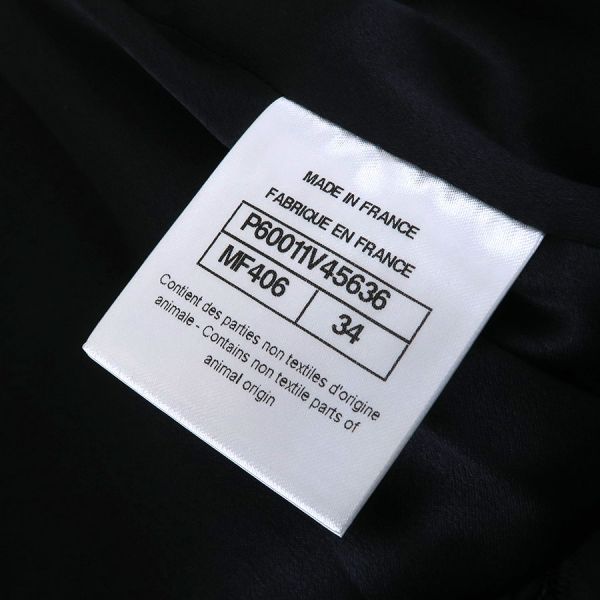 MADE IN FRANCE
FABRIQUE EN FRANCE
P60011V45636
MF406 34
Contient des parties non textiles d'origine
animale - Contains non textile parts of
animal origin